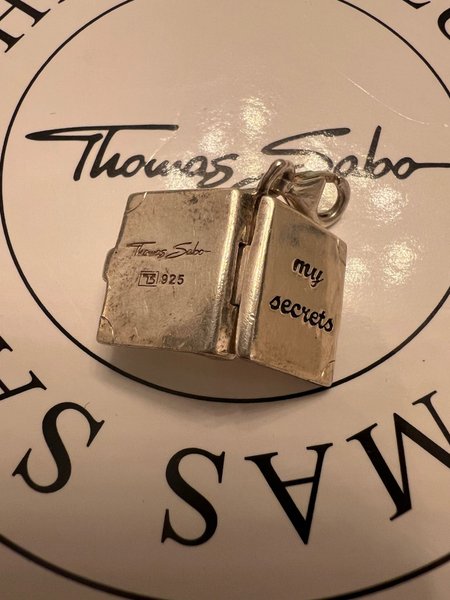 Thomas Sabo
Thomas Sabo
TS 925
my
secrets
MAS S